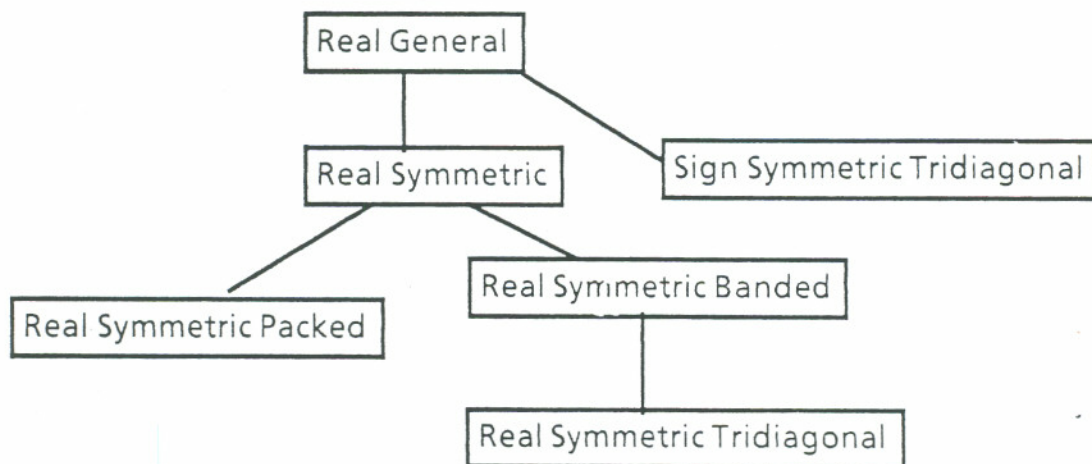 Real General
Real Symmetric
Sign Symmetric Tridiagonal
Real Symmetric Banded
Real Symmetric Packed
Real Symmetric Tridiagonal